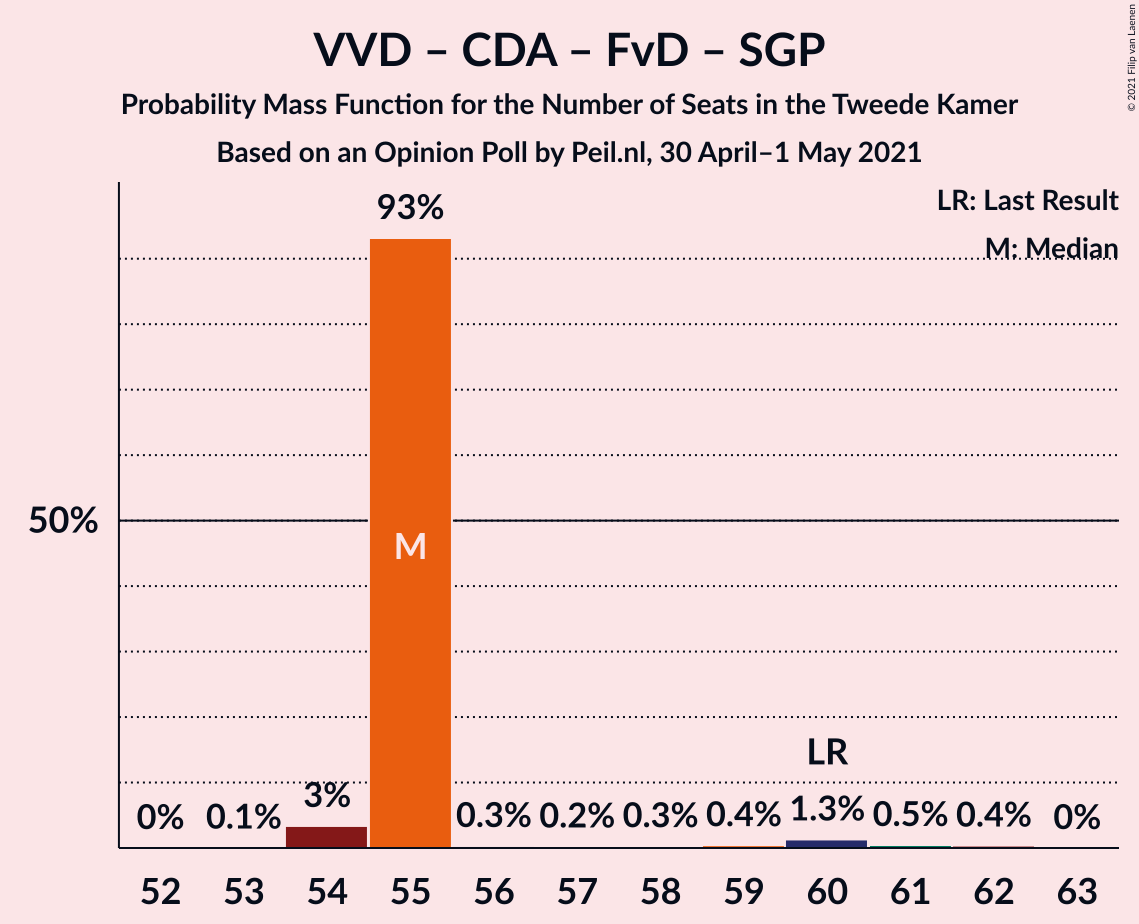 VVD – CDA – FvD – SGP
Probability Mass Function for the Number of Seats in the Tweede Kamer
Based on an Opinion Poll by Peil.nl, 30 April–1 May 2021
© 2021 Filip van Laenen
LR: Last Result
M: Median
93%
50%
M
LR
0% 0.1% 3% 0.3% 0.2% 0.3% 0.4% 1.3% 0.5% 0.4% 0%
52 53 54 55 56 57 58 59 60 61 62 63